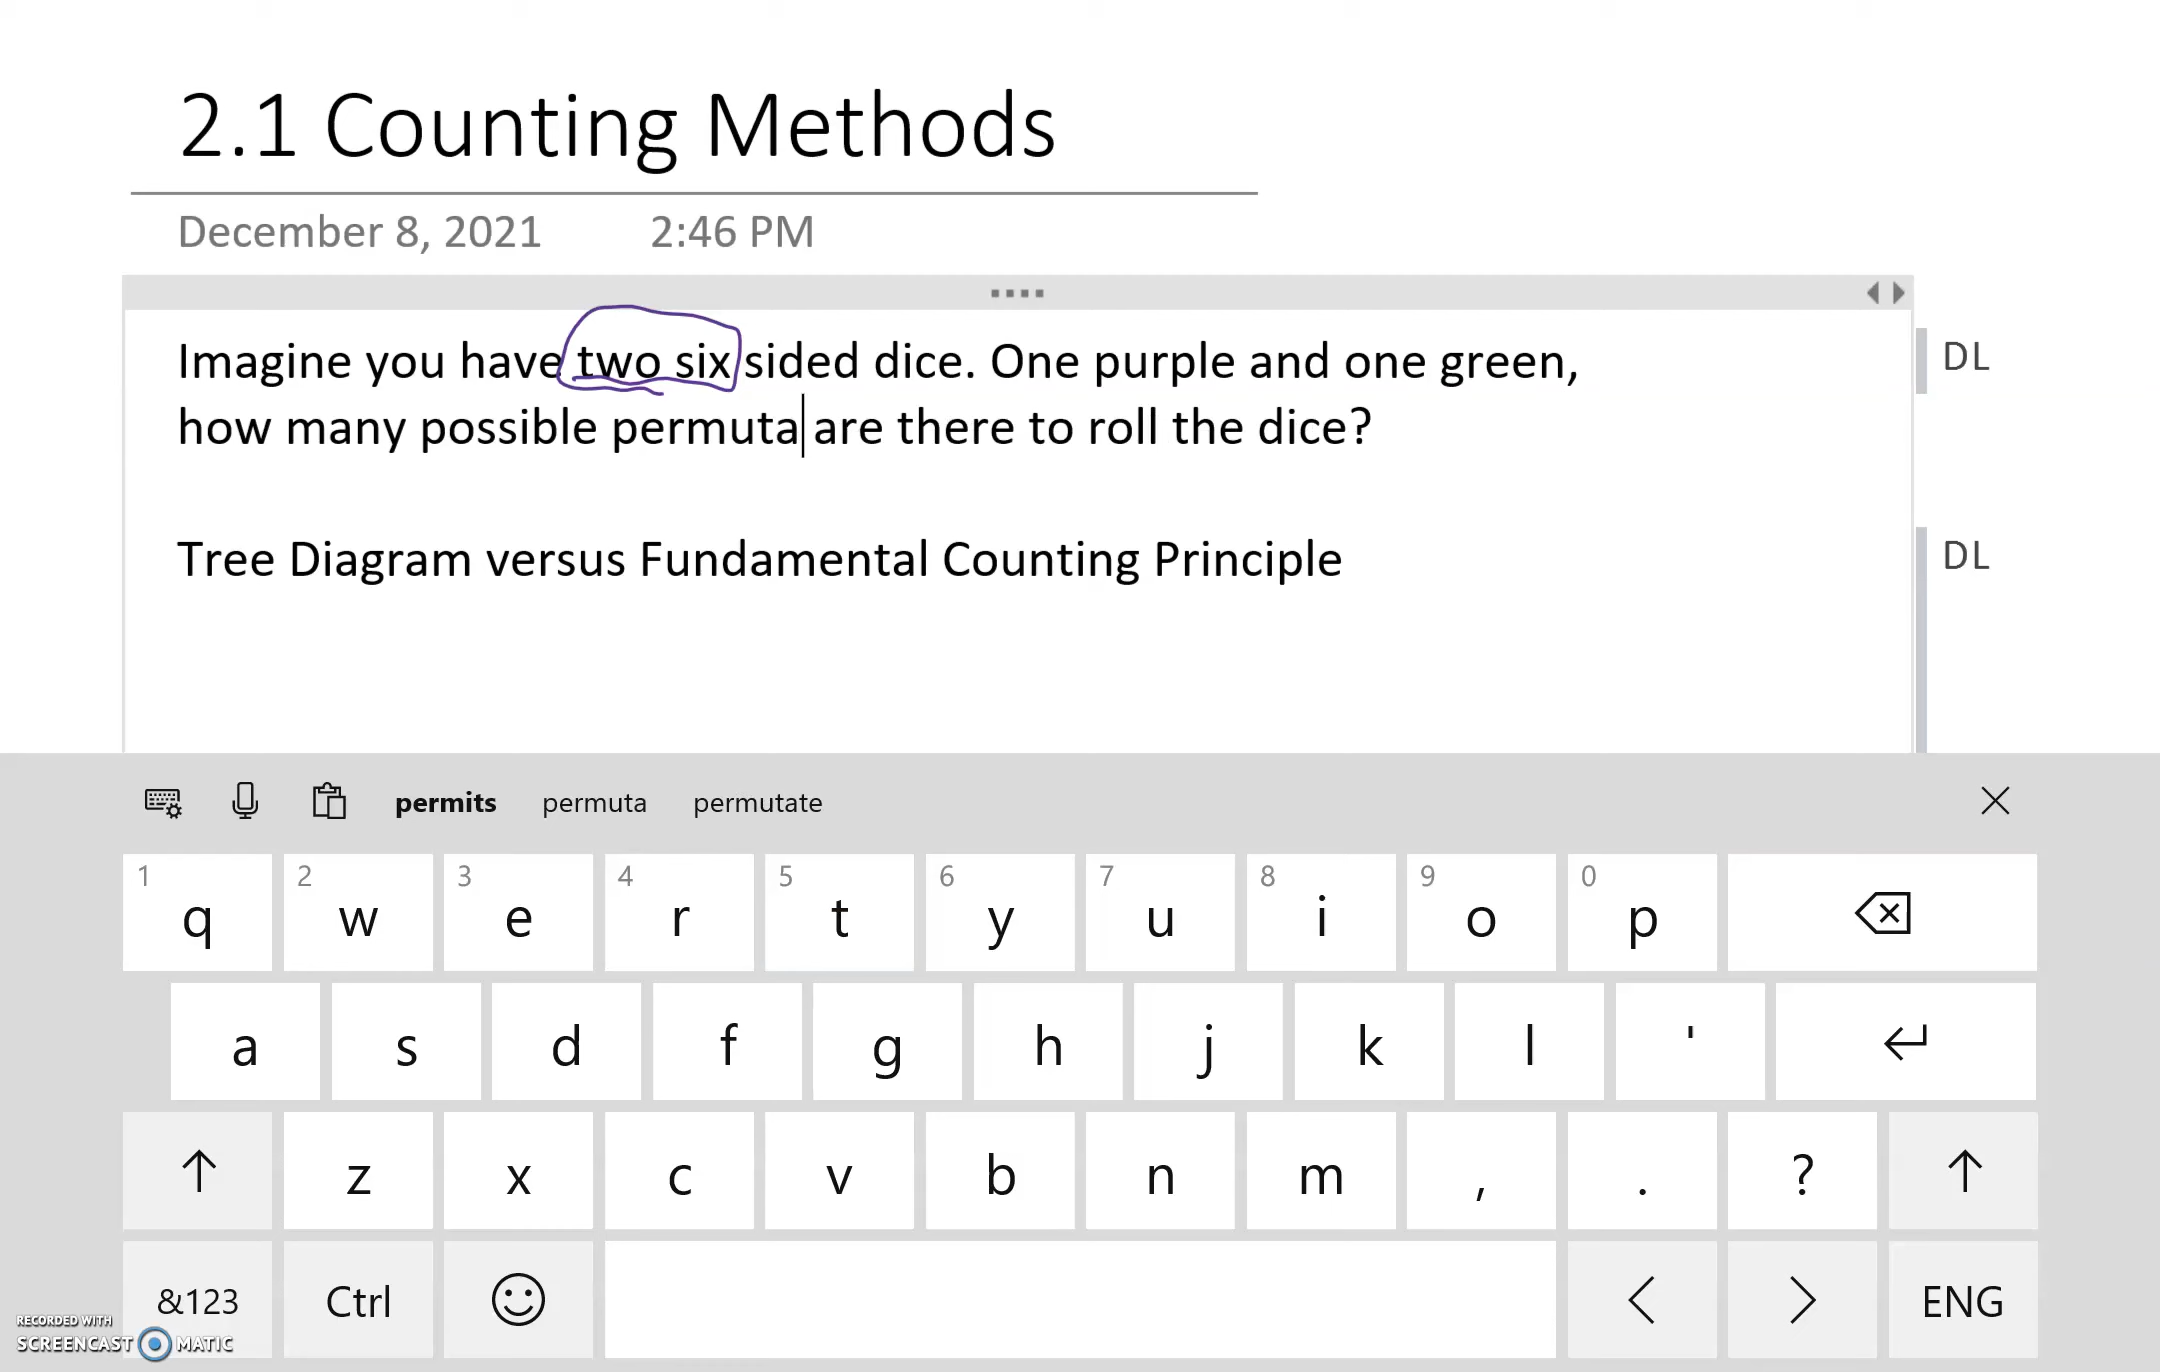 2.1 Counting Methods
December 8, 2021 2:46 PM
Imagine you have two six sided dice. One purple and one green, DL
how many possible permuta are there to roll the dice?
Tree Diagram versus Fundamental Counting Principle DL
permits permuta permutate
1 2 3 4 5 6 7 8 9 0
q w e r t y u i o p
a s d f g h j k l '
z x c v b n m , . ?
&123 Ctrl < > ENG
RECORDED WITH
SCREENCAST MATIC